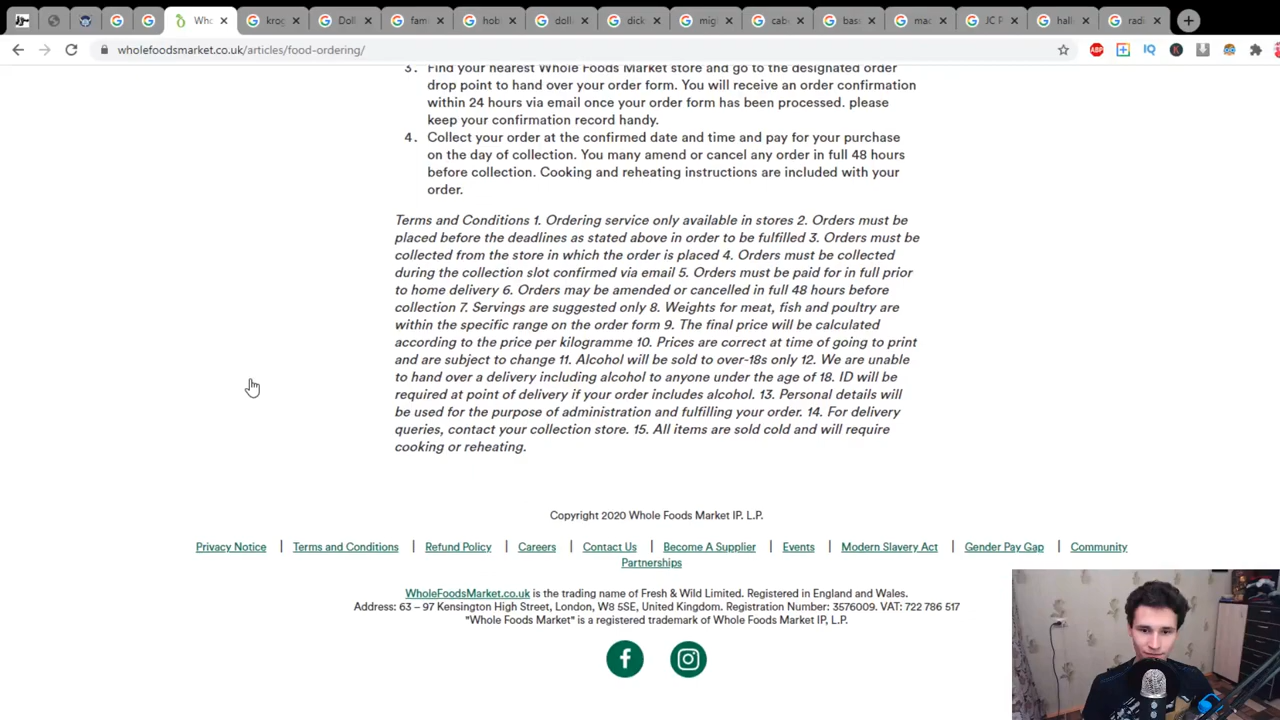 Who
krog
Doll
fam
hob
dolla
dick
mig
cab
bas
mac
JC P
hall
radi
wholefoodsmarket.co.uk/articles/food-ordering/
ABP
IQ
3. Find your nearest Whole Foods Market store and go to the designated order
drop point to hand over your order form. You will receive an order confirmation
within 24 hours via email once your order form has been processed. please
keep your confirmation record handy.
4. Collect your order at the confirmed date and time and pay for your purchase
on the day of collection. You many amend or cancel any order in full 48 hours
before collection. Cooking and reheating instructions are included with your
order.
Terms and Conditions 1. Ordering service only available in stores 2. Orders must be
placed before the deadlines as stated above in order to be fulfilled 3. Orders must be
collected from the store in which the order is placed 4. Orders must be collected
during the collection slot confirmed via email 5. Orders must be paid for in full prior
to home delivery 6. Orders may be amended or cancelled in full 48 hours before
collection 7. Servings are suggested only 8. Weights for meat, fish and poultry are
within the specific range on the order form 9. The final price will be calculated
according to the price per kilogramme 10. Prices are correct at time of going to print
and are subject to change 11. Alcohol will be sold to over-18s only 12. We are unable
to hand over a delivery including alcohol to anyone under the age of 18. ID will be
required at point of delivery if your order includes alcohol. 13. Personal details will
be used for the purpose of administration and fulfilling your order. 14. For delivery
queries, contact your collection store. 15. All items are sold cold and will require
cooking or reheating.
Copyright 2020 Whole Foods Market IP. L.P.
Privacy Notice | Terms and Conditions | Refund Policy | Careers | Contact Us | Become A Supplier | Events | Modern Slavery Act | Gender Pay Gap | Community
Partnerships
WholeFoodsMarket.co.uk is the trading name of Fresh & Wild Limited. Registered in England and Wales.
Address: 63 – 97 Kensington High Street, London, W8 5SE, United Kingdom. Registration Number: 3576009. VAT: 722 786 517
"Whole Foods Market" is a registered trademark of Whole Foods Market IP, L.P.